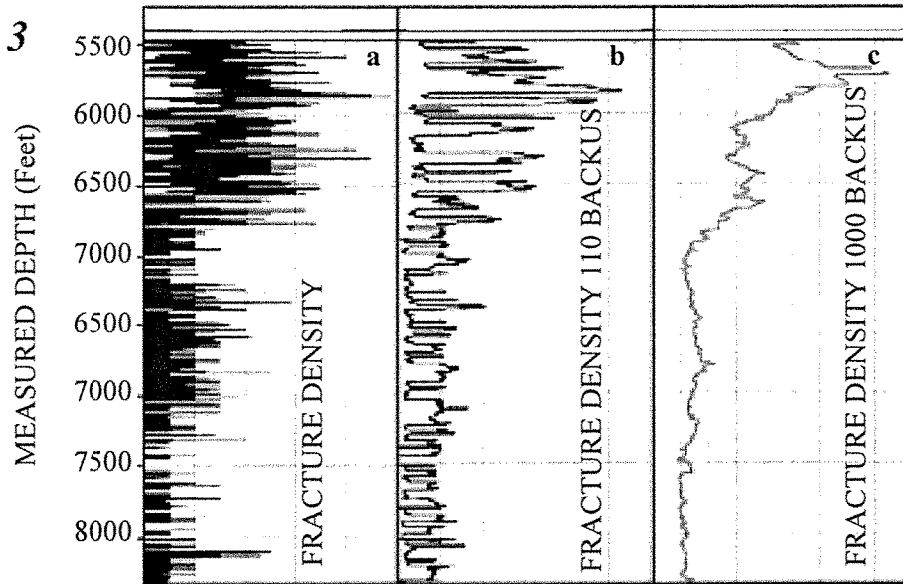 3
MEASURED DEPTH (Feet)
5500
6000
6500
7000
6500
7000
7500
8000
a
FRACTURE DENSITY
b
FRACTURE DENSITY 110 BACKUS
c
FRACTURE DENSITY 1000 BACKUS